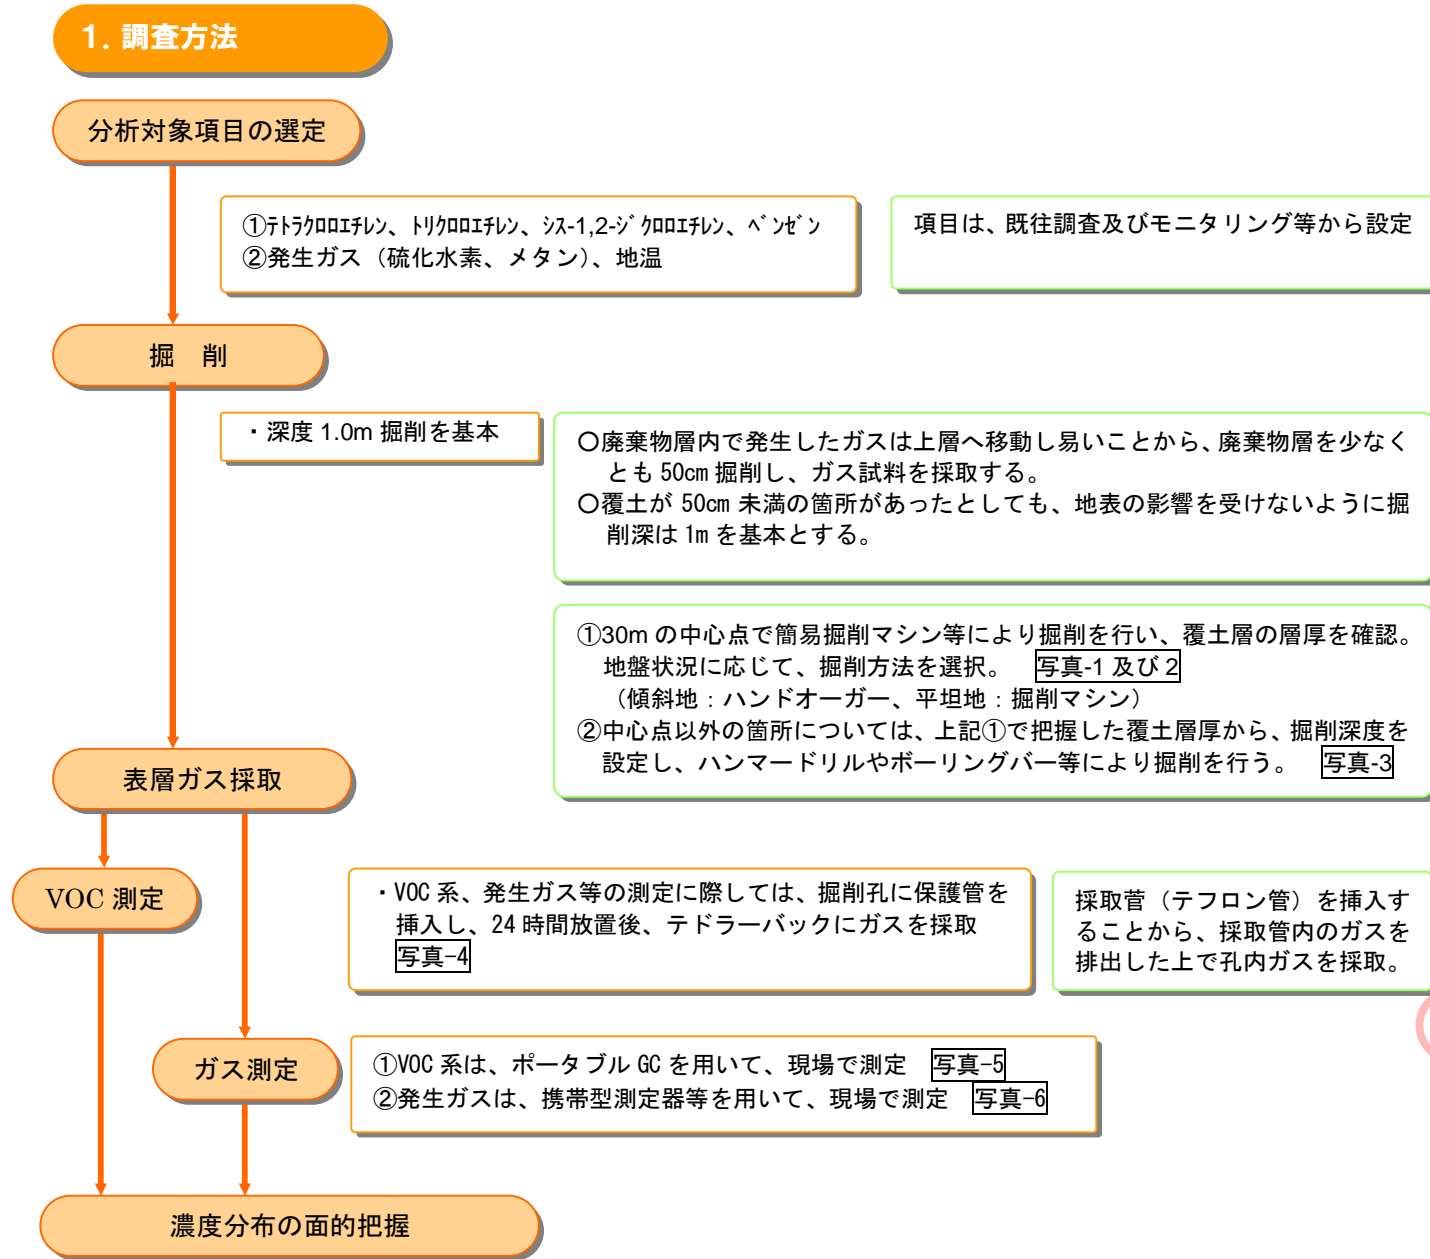 1. 調査方法
分析対象項目の選定
①ﾃﾄﾗｸﾛﾛｴﾁﾚﾝ、ﾄﾘｸﾛﾛｴﾁﾚﾝ、ｼｽ-1,2-ｼﾞｸﾛﾛｴﾁﾚﾝ、ﾍﾞﾝｾﾞﾝ
②発生ガス（硫化水素、メタン）、地温
項目は、既往調査及びモニタリング等から設定
掘　削
・深度 1.0m 掘削を基本
〇廃棄物層内で発生したガスは上層へ移動し易いことから、廃棄物層を少なく
とも 50㎝ 掘削し、ガス試料を採取する。
〇覆土が 50㎝ 未満の箇所があったとしても、地表の影響を受けないように掘
削深は 1m を基本とする。
①30m の中心点で簡易掘削マシン等により掘削を行い、覆土層の層厚を確認。
地盤状況に応じて、掘削方法を選択。　写真-1 及び 2
（傾斜地：ハンドオーガー、平坦地：掘削マシン）
②中心点以外の箇所については、上記①で把握した覆土層厚から、掘削深度を
設定し、ハンマードリルやボーリングバー等により掘削を行う。　写真-3
表層ガス採取
VOC 測定
・VOC 系、発生ガス等の測定に際しては、掘削孔に保護管を
挿入し、24 時間放置後、テドラーバックにガスを採取
写真-4
採取菅（テフロン管）を挿入す
ることから、採取管内のガスを
排出した上で孔内ガスを採取。
ガス測定
①VOC 系は、ポータブル GC を用いて、現場で測定　写真-5
②発生ガスは、携帯型測定器等を用いて、現場で測定　写真-6
濃度分布の面的把握